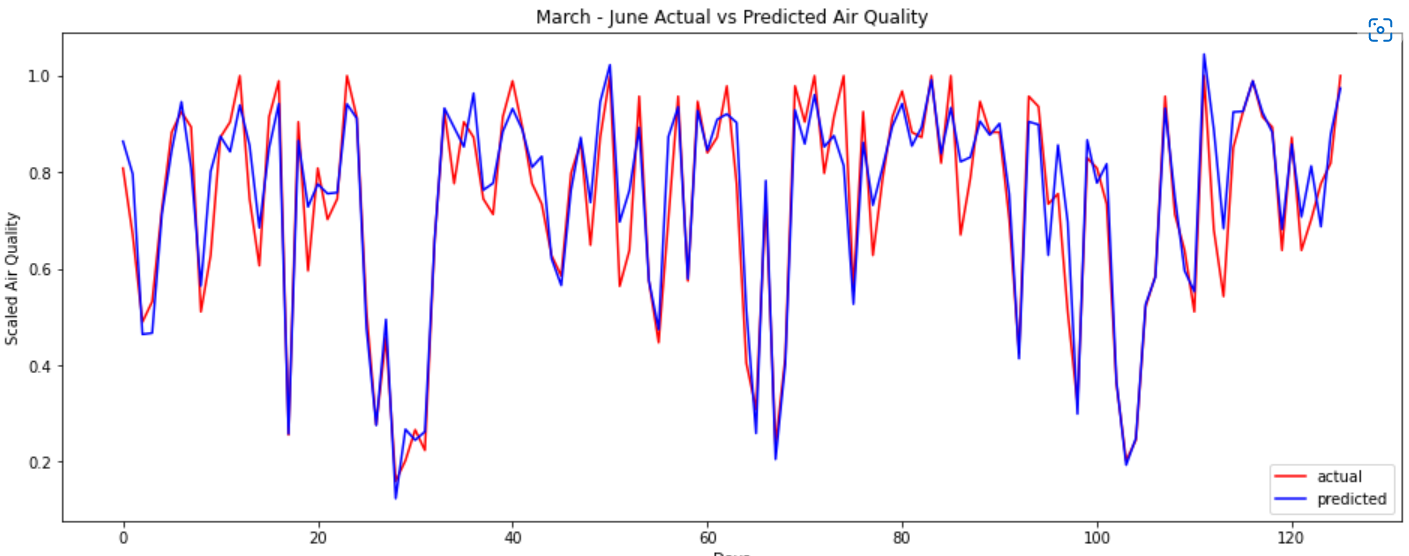 March - June Actual vs Predicted Air Quality
Scaled Air Quality
1.0
0.8
0.6
0.4
0.2
0 20 40 60 80 100 120
Days
actual
predicted